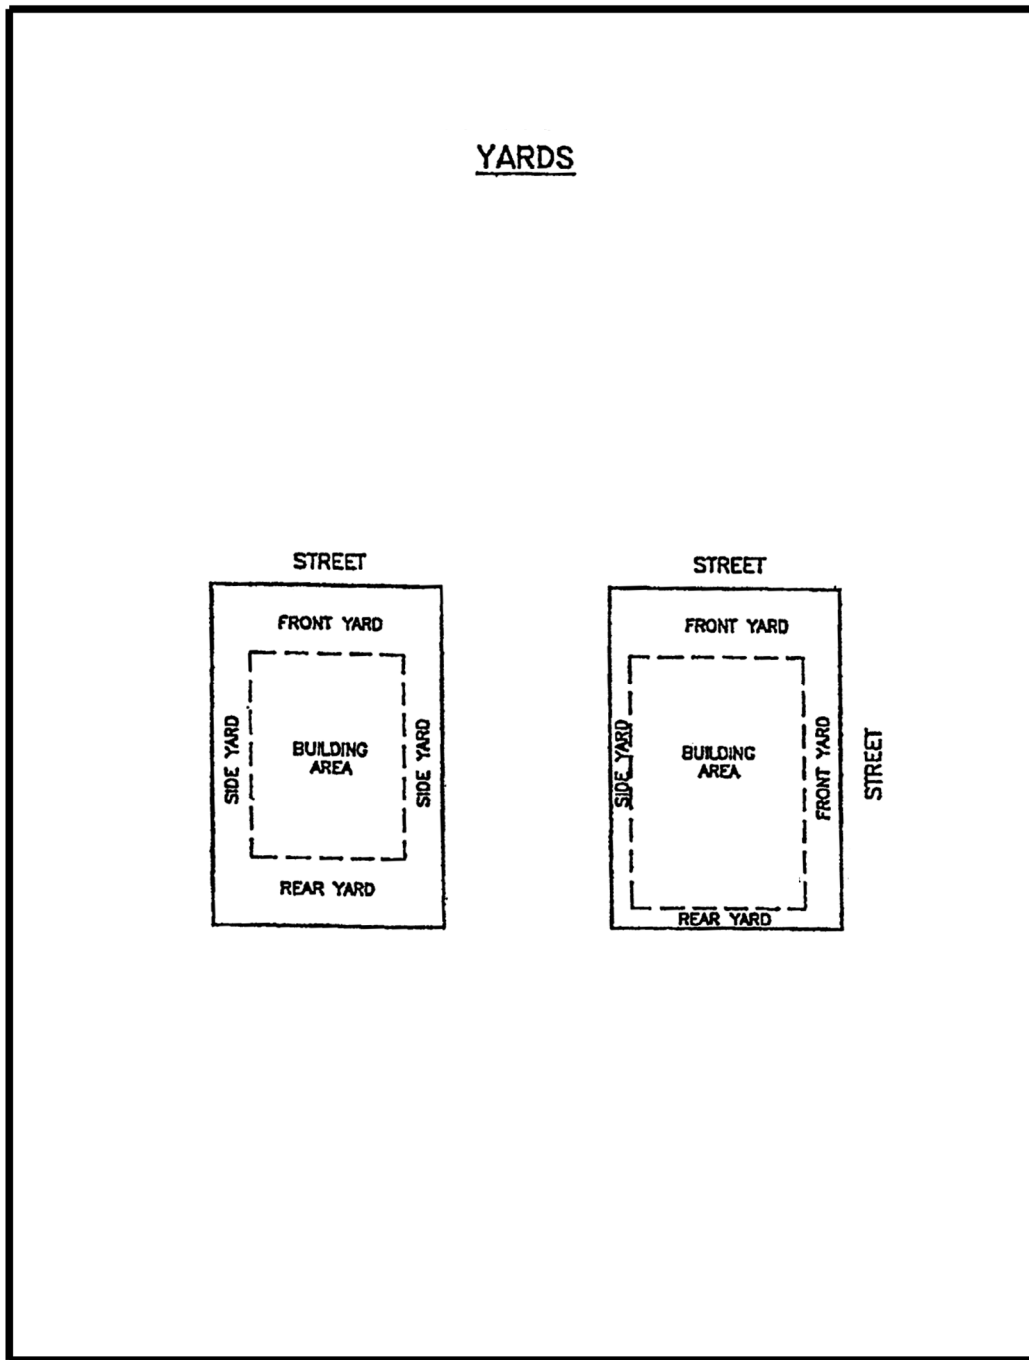 YARDS
STREET
FRONT YARD
SIDE YARD
BUILDING
AREA
SIDE YARD
REAR YARD
STREET
FRONT YARD
SIDE YARD
BUILDING
AREA
FRONT YARD
STREET
REAR YARD